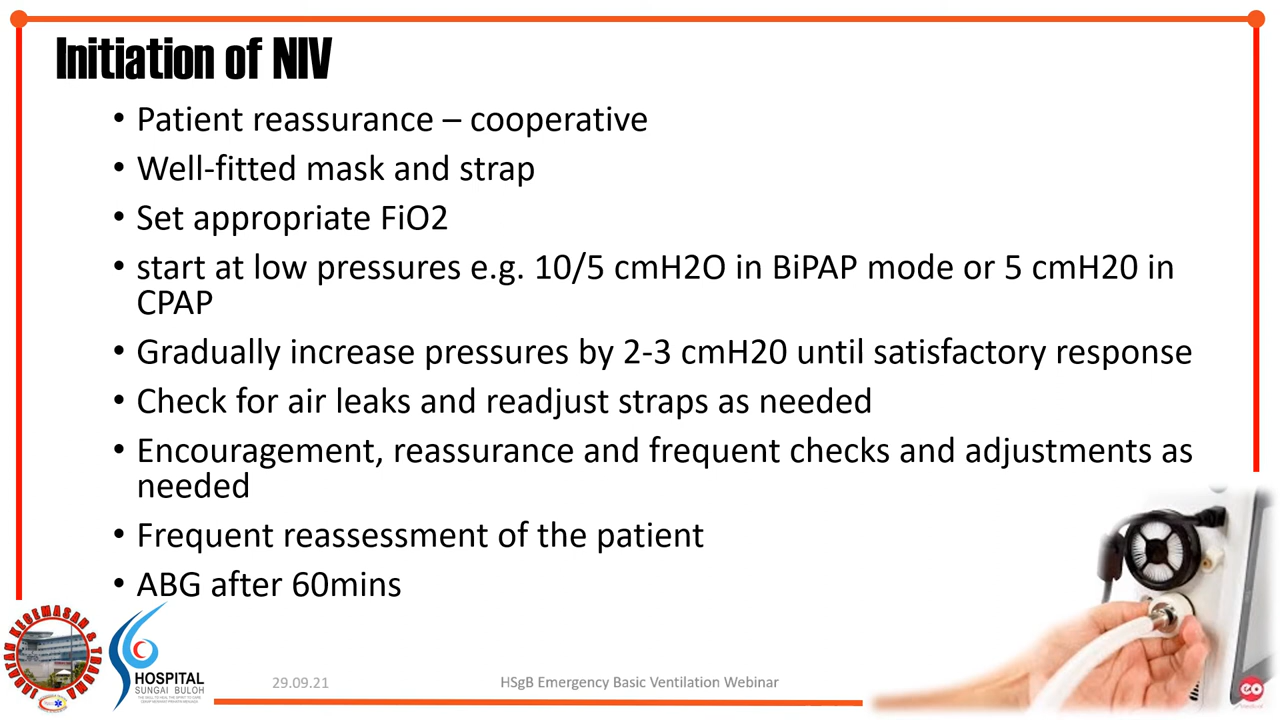 Initiation of NIV
• Patient reassurance – cooperative
• Well-fitted mask and strap
• Set appropriate FiO2
• start at low pressures e.g. 10/5 cmH2O in BiPAP mode or 5 cmH20 in
CPAP
• Gradually increase pressures by 2-3 cmH20 until satisfactory response
• Check for air leaks and readjust straps as needed
• Encouragement, reassurance and frequent checks and adjustments as
needed
• Frequent reassessment of the patient
• ABG after 60mins
JABATAN KECEMASAN & TRAUMA
HOSPITAL
SUNGAI BULOH
29.09.21
HSgB Emergency Basic Ventilation Webinar
eo